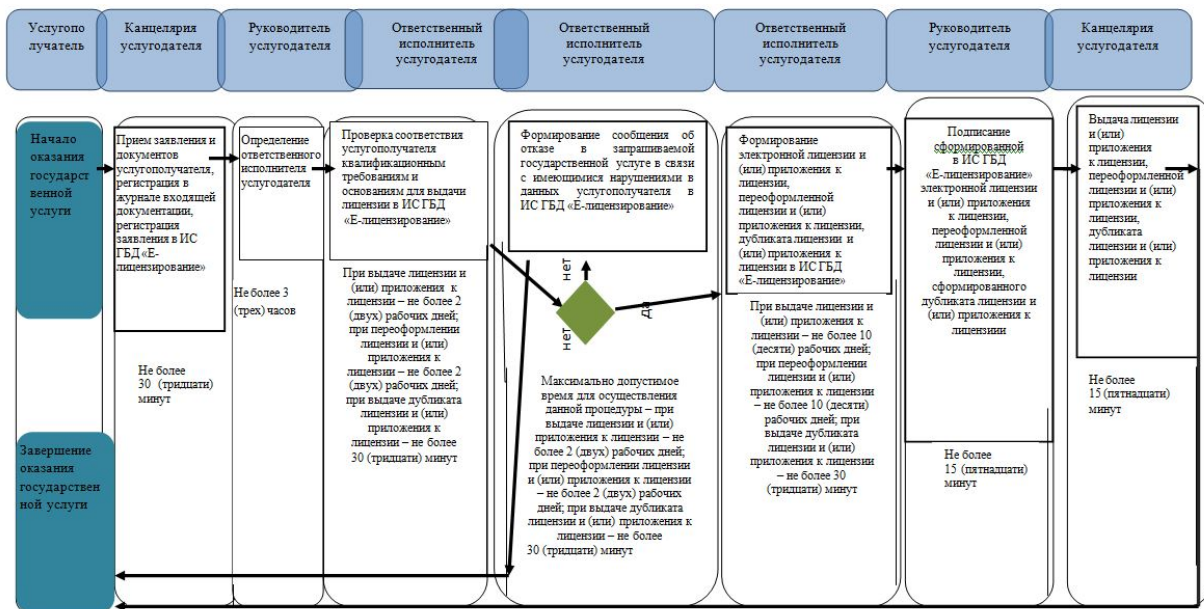 Услугопо
лучатель
Канцелярия
услугодателя
Руководитель
услугодателя
Ответственный
исполнитель
услугодателя
Ответственный
исполнитель
услугодателя
Ответственный
исполнитель
услугодателя
Руководитель
услугодателя
Канцелярия
услугодателя
Начало
оказания
государст
венной
услуги
Завершение
оказания
государствен
ной услуги
Прием заявления и
документов
услугополучателя,
регистрация в
журнале входящей
документации,
регистрация
заявления в ИС
ГБД «Е-
лицензирование»
Не более
30 (тридцати)
минут
Определение
ответственного
исполнителя
услугодателя
Не более 3
(трех) часов
Проверка соответствия
услугополучателя
квалификационным
требованиям и
основаниям для выдачи
лицензии в ИС ГБД
«Е-лицензирование»
При выдаче лицензии и
(или) приложения к
лицензии – не более 2
(двух) рабочих дней;
при переоформлении
лицензии и (или)
приложения к
лицензии – не более 2
(двух) рабочих дней;
при выдаче дубликата
лицензии и (или)
приложения к
лицензии – не более
30 (тридцати) минут
Формирование сообщения об
отказе в запрашиваемой
государственной услуге в связи
с имеющимися нарушениями в
данных услугополучателя в
ИС ГБД «Е-лицензирование»
нет
нет
да
Максимально допустимое
время для осуществления
данной процедуры – при
выдаче лицензии и (или)
приложения к лицензии – не
более 2 (двух) рабочих дней;
при переоформлении лицензии
и (или) приложения к лицензии
– не более 2 (двух) рабочих
дней; при выдаче дубликата
лицензии и (или) приложения к
лицензии – не более
30 (тридцати) минут
Формирование
электронной лицензии и
(или) приложения к
лицензии,
переоформленной
лицензии и (или)
приложения к лицензии,
дубликата лицензии и
(или) приложения к
лицензии в ИС ГБД
«Е-лицензирование»
При выдаче лицензии и
(или) приложения к
лицензии – не более 10
(десяти) рабочих дней;
при переоформлении
лицензии и (или)
приложения к лицензии
– не более 10 (десяти)
рабочих дней; при
выдаче дубликата
лицензии и (или)
приложения к лицензии
– не более 30
(тридцати) минут
Подписание
сформированной
в ИС ГБД
«Е-лицензирование»
электронной лицензии
и (или) приложения
к лицензии,
переоформленной
лицензии и (или)
приложения к
лицензии,
сформированного
дубликата лицензии и
(или) приложения к
лицензиии
Не более
15 (пятнадцати)
минут
Выдача лицензии
и (или)
приложения
к лицензии,
переоформленной
лицензии и (или)
приложения к
лицензии,
дубликата
лицензии и (или)
приложения к
лицензии
Не более
15 (пятнадцати)
минут